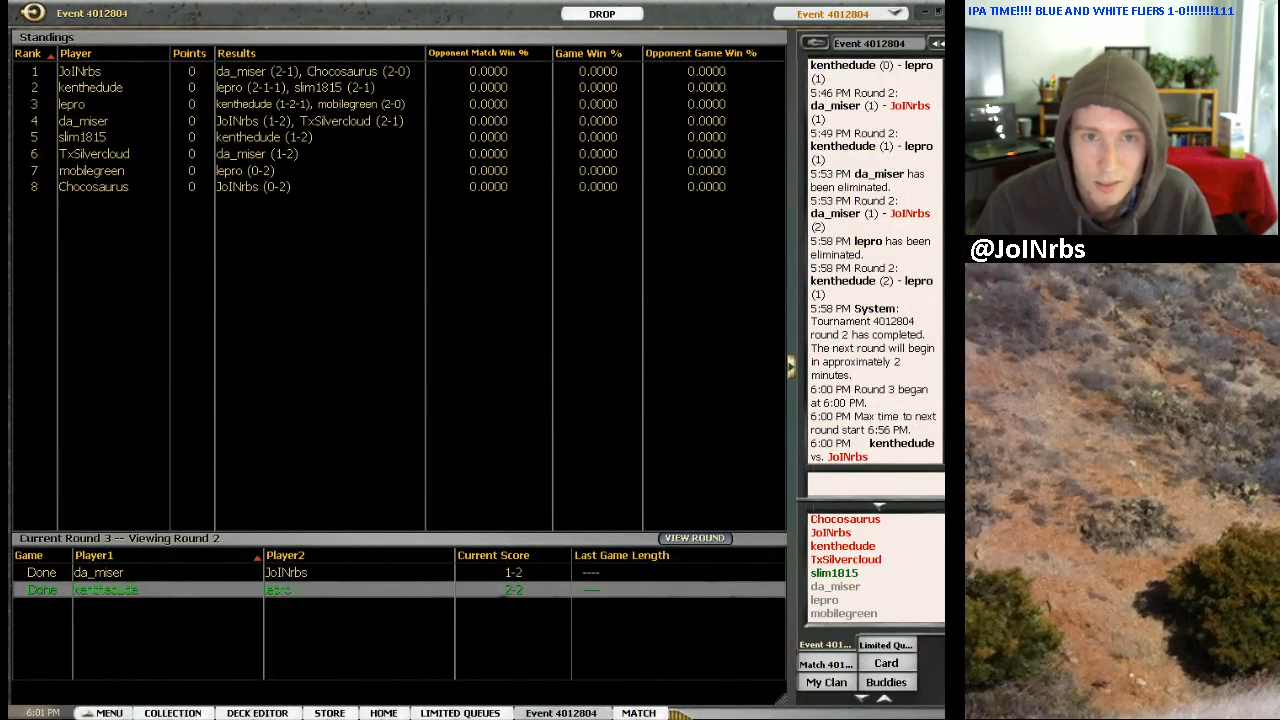 Event 4012804
DROP
Event 4012804
Standings
Rank Player Points Results Opponent Match Win % Game Win % Opponent Game Win %
1 JoINrbs 0 da_miser (2-1), Chocosaurus (2-0) 0.0000 0.0000 0.0000
2 kenthedude 0 lepro (2-1-1), slim1815 (2-1) 0.0000 0.0000 0.0000
3 lepro 0 kenthedude (1-2-1), mobilegreen (2-0) 0.0000 0.0000 0.0000
4 da_miser 0 JoINrbs (1-2), TxSilvercloud (2-1) 0.0000 0.0000 0.0000
5 slim1815 0 kenthedude (1-2) 0.0000 0.0000 0.0000
6 TxSilvercloud 0 da_miser (1-2) 0.0000 0.0000 0.0000
7 mobilegreen 0 lepro (0-2) 0.0000 0.0000 0.0000
8 Chocosaurus 0 JoINrbs (0-2) 0.0000 0.0000 0.0000
Current Round 3 -- Viewing Round 2
VIEW ROUND
Game Player1 Player2 Current Score Last Game Length
Done da_miser JoINrbs 1-2 ----
Done kenthedude lepro 2-2 ----
6:01 PM MENU COLLECTION DECK EDITOR STORE HOME LIMITED QUEUES Event 4012804 MATCH
Event 4012804
kenthedude (0) - lepro
(1)
5:46 PM Round 2:
da_miser (1) - JoINrbs
(1)
5:49 PM Round 2:
kenthedude (1) - lepro
(1)
5:53 PM da_miser has
been eliminated.
5:53 PM Round 2:
da_miser (1) - JoINrbs
(2)
5:58 PM lepro has been
eliminated.
5:58 PM Round 2:
kenthedude (2) - lepro
(1)
5:58 PM System:
Tournament 4012804
round 2 has completed.
The next round will begin
in approximately 2
minutes.
6:00 PM Round 3 began
at 6:00 PM.
6:00 PM Max time to next
round start 6:56 PM.
6:00 PM kenthedude
vs. JoINrbs
Chocosaurus
JoINrbs
kenthedude
TxSilvercloud
slim1815
da_miser
lepro
mobilegreen
Event 401... Limited Qu...
Match 401... Card
My Clan Buddies
IPA TIME!!!! BLUE AND WHITE FLIERS 1-0!!!!!!!111
@JoINrbs